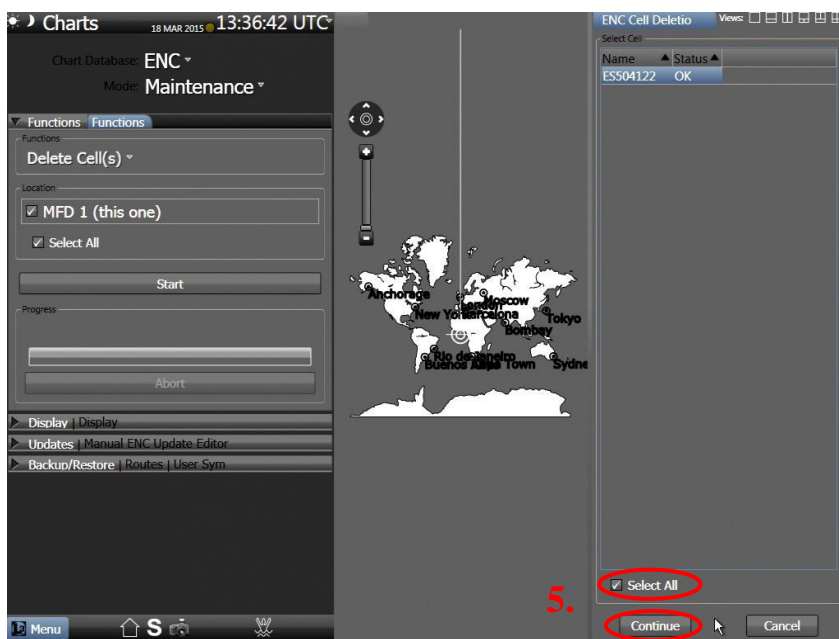 Charts 18 MAR 2015 13:36:42 UTC
Chart Database: ENC
Mode: Maintenance
Functions Functions
Functions
Delete Cell(s)
Location
MFD 1 (this one)
Select All
Start
Progress
Abort
Display | Display
Updates | Manual ENC Update Editor
Backup/Restore | Routes | User Sym
Menu S
Anchorage
Moscow
London
New York
Barcelona
Tokyo
Bombay
Rio de Janeiro
Buenos Town
Sydne
ENC Cell Deletio Views:
Select Cell
Name Status
ES504122 OK
5.
Select All
Continue Cancel